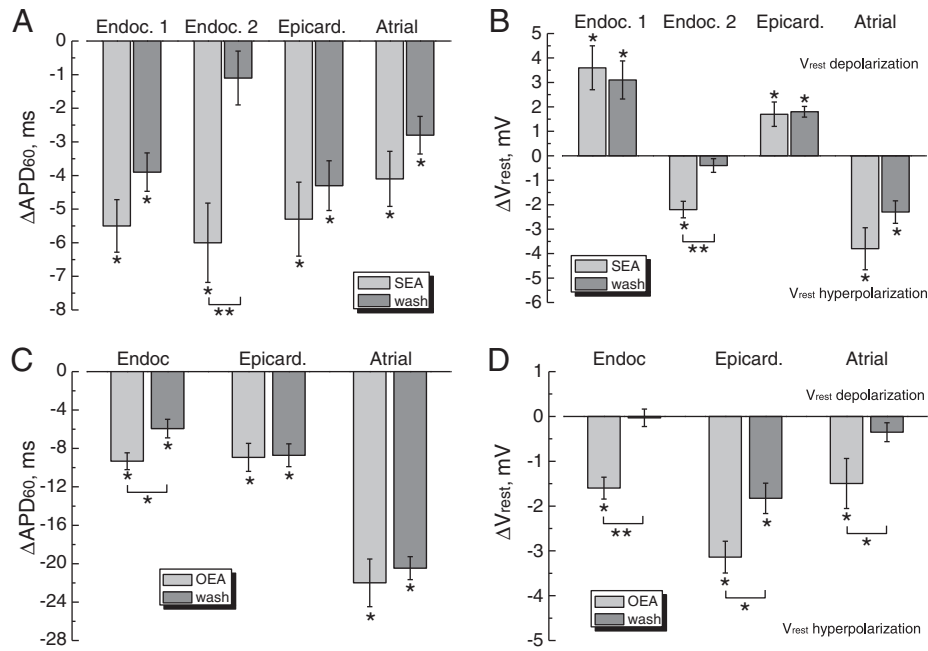 A
Endoc. 1 Endoc. 2 Epicard. Atrial
0
-1
-2
-3
-4
-5
-6
-7
-8
ΔAPD60, ms
* * * ** * * * *
SEA
wash
B
Endoc. 1 Endoc. 2 Epicard. Atrial
6
5
4
3
2
1
0
-1
-2
-3
-4
-5
-6
ΔVrest, mV
Vrest depolarization
* * * ** * * * *
SEA
wash
Vrest hyperpolarization
C
Endoc Epicard. Atrial
0
-4
-8
-12
-16
-20
-24
-28
ΔAPD60, ms
* * * * * * *
OEA
wash
D
Endoc Epicard. Atrial
1
0
-1
-2
-3
-4
-5
ΔVrest, mV
Vrest depolarization
* ** * * * * *
OEA
wash
Vrest hyperpolarization